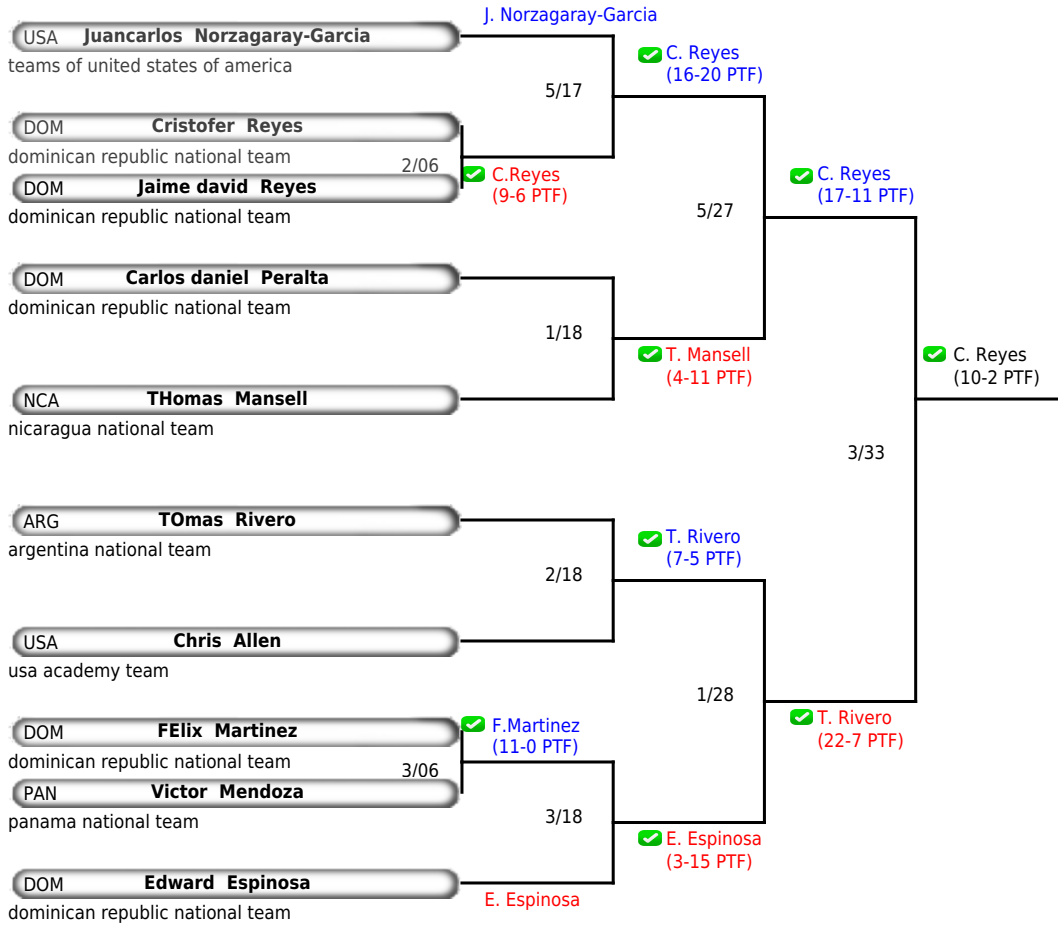 J. Norzagaray-Garcia
USA Juancarlos Norzagaray-Garcia
teams of united states of america
C. Reyes
(16-20 PTF)
5/17
DOM Cristofer Reyes
dominican republic national team
2/06
C.Reyes
(9-6 PTF)
DOM Jaime david Reyes
dominican republic national team
C. Reyes
(17-11 PTF)
5/27
DOM Carlos daniel Peralta
dominican republic national team
1/18
T. Mansell
(4-11 PTF)
C. Reyes
(10-2 PTF)
NCA THomas Mansell
nicaragua national team
3/33
ARG TOmas Rivero
argentina national team
T. Rivero
(7-5 PTF)
2/18
USA Chris Allen
usa academy team
1/28
T. Rivero
(22-7 PTF)
DOM FElix Martinez
dominican republic national team
F.Martinez
(11-0 PTF)
3/06
PAN Victor Mendoza
panama national team
3/18
E. Espinosa
(3-15 PTF)
DOM Edward Espinosa
dominican republic national team
E. Espinosa